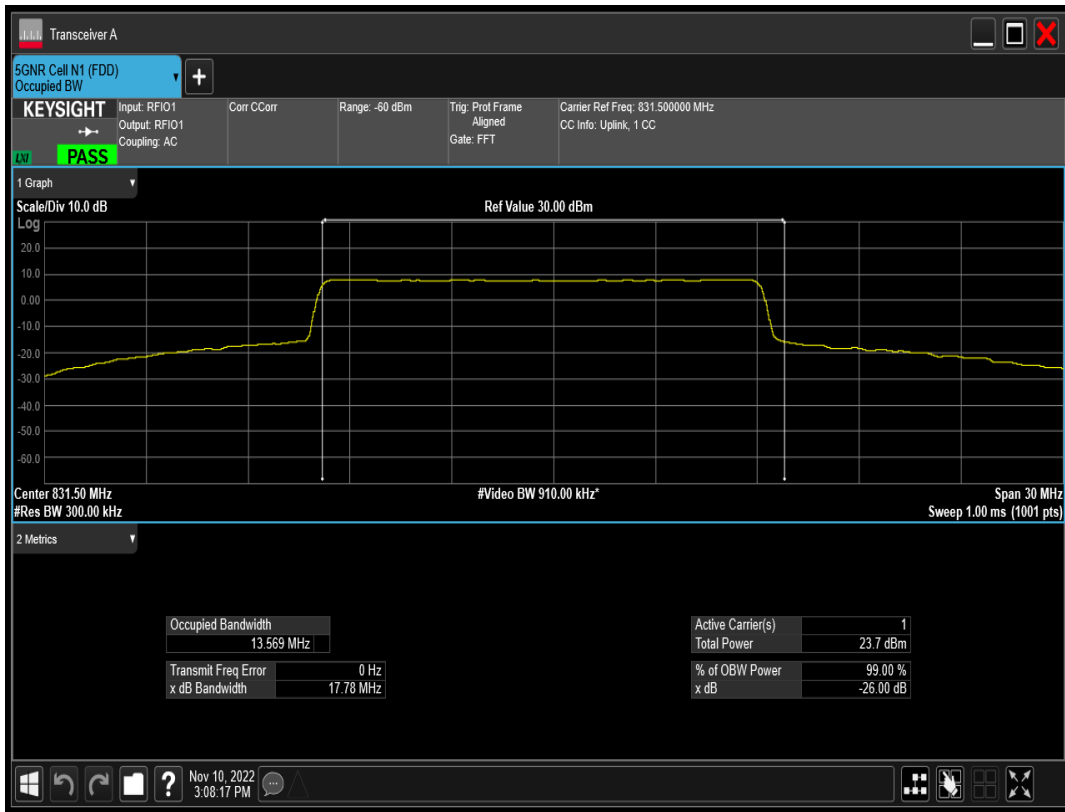 Transceiver A
5GNR Cell N1 (FDD)
Occupied BW
+
KEYSIGHT
LXI
PASS
Input: RFIO1
Output: RFIO1
Coupling: AC
Corr CCorr
Range: -60 dBm
Trig: Prot Frame
Aligned
Gate: FFT
Carrier Ref Freq: 831.500000 MHz
CC Info: Uplink, 1 CC
1 Graph
Scale/Div 10.0 dB
Ref Value 30.00 dBm
Log
20.0
10.0
0.00
-10.0
-20.0
-30.0
-40.0
-50.0
-60.0
Center 831.50 MHz
#Video BW 910.00 kHz*
Span 30 MHz
#Res BW 300.00 kHz
Sweep 1.00 ms (1001 pts)
2 Metrics
Occupied Bandwidth
13.569 MHz
Transmit Freq Error 0 Hz
x dB Bandwidth 17.78 MHz
Active Carrier(s) 1
Total Power 23.7 dBm
% of OBW Power 99.00 %
x dB -26.00 dB
?
Nov 10, 2022
3:08:17 PM